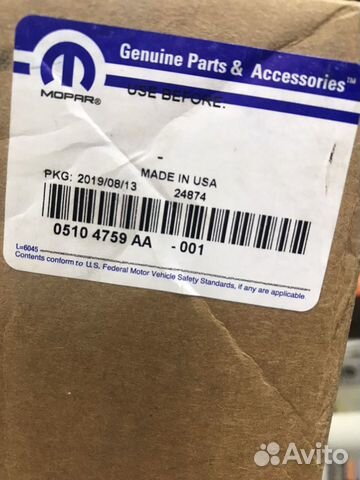 Genuine Parts & Accessories™
MOPAR®
USE BEFORE:
-
PKG: 2019/08/13 MADE IN USA
24874
0510 4759 AA -001
L=6045
Contents conform to U.S. Federal Motor Vehicle Safety Standards, if any are applicable
Avito